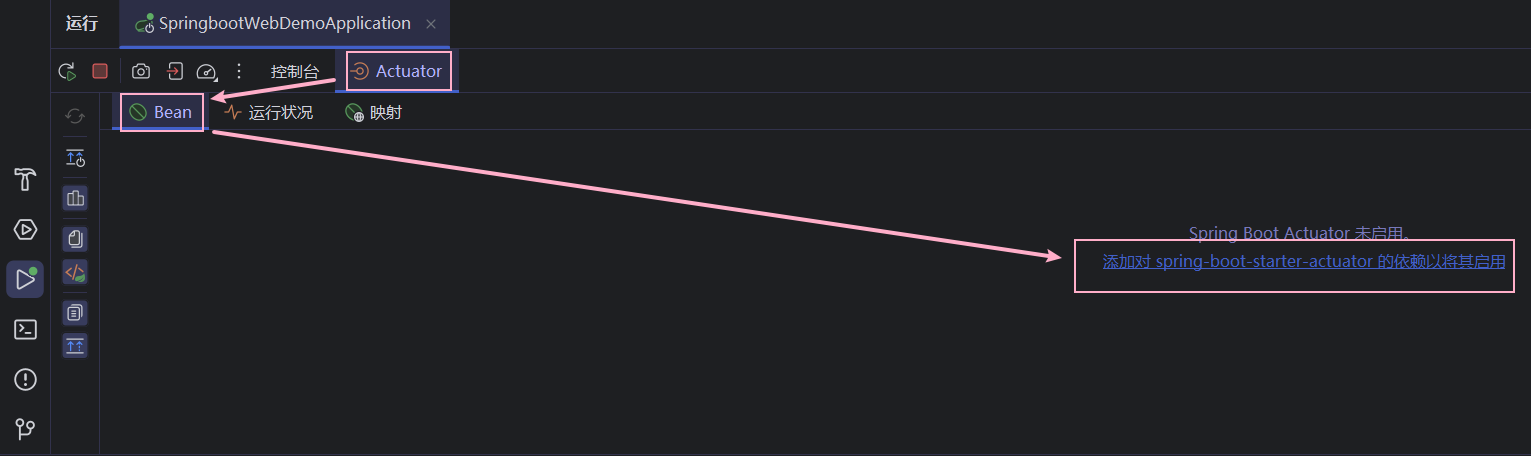 运行 SpringbootWebDemoApplication
控制台 Actuator
Bean 运行状况 映射
Spring Boot Actuator 未启用。
添加对 spring-boot-starter-actuator 的依赖以将其启用